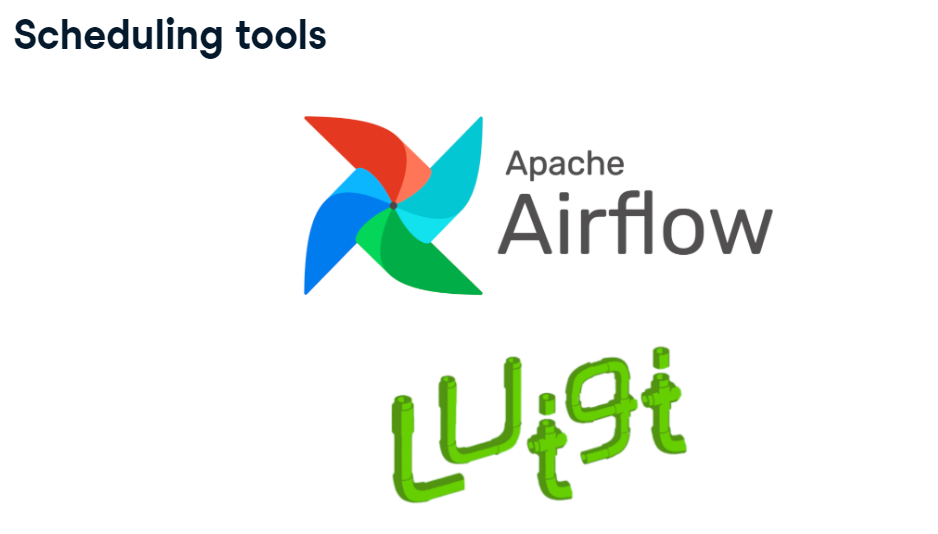 Scheduling tools
Apache
Airflow
Luigi